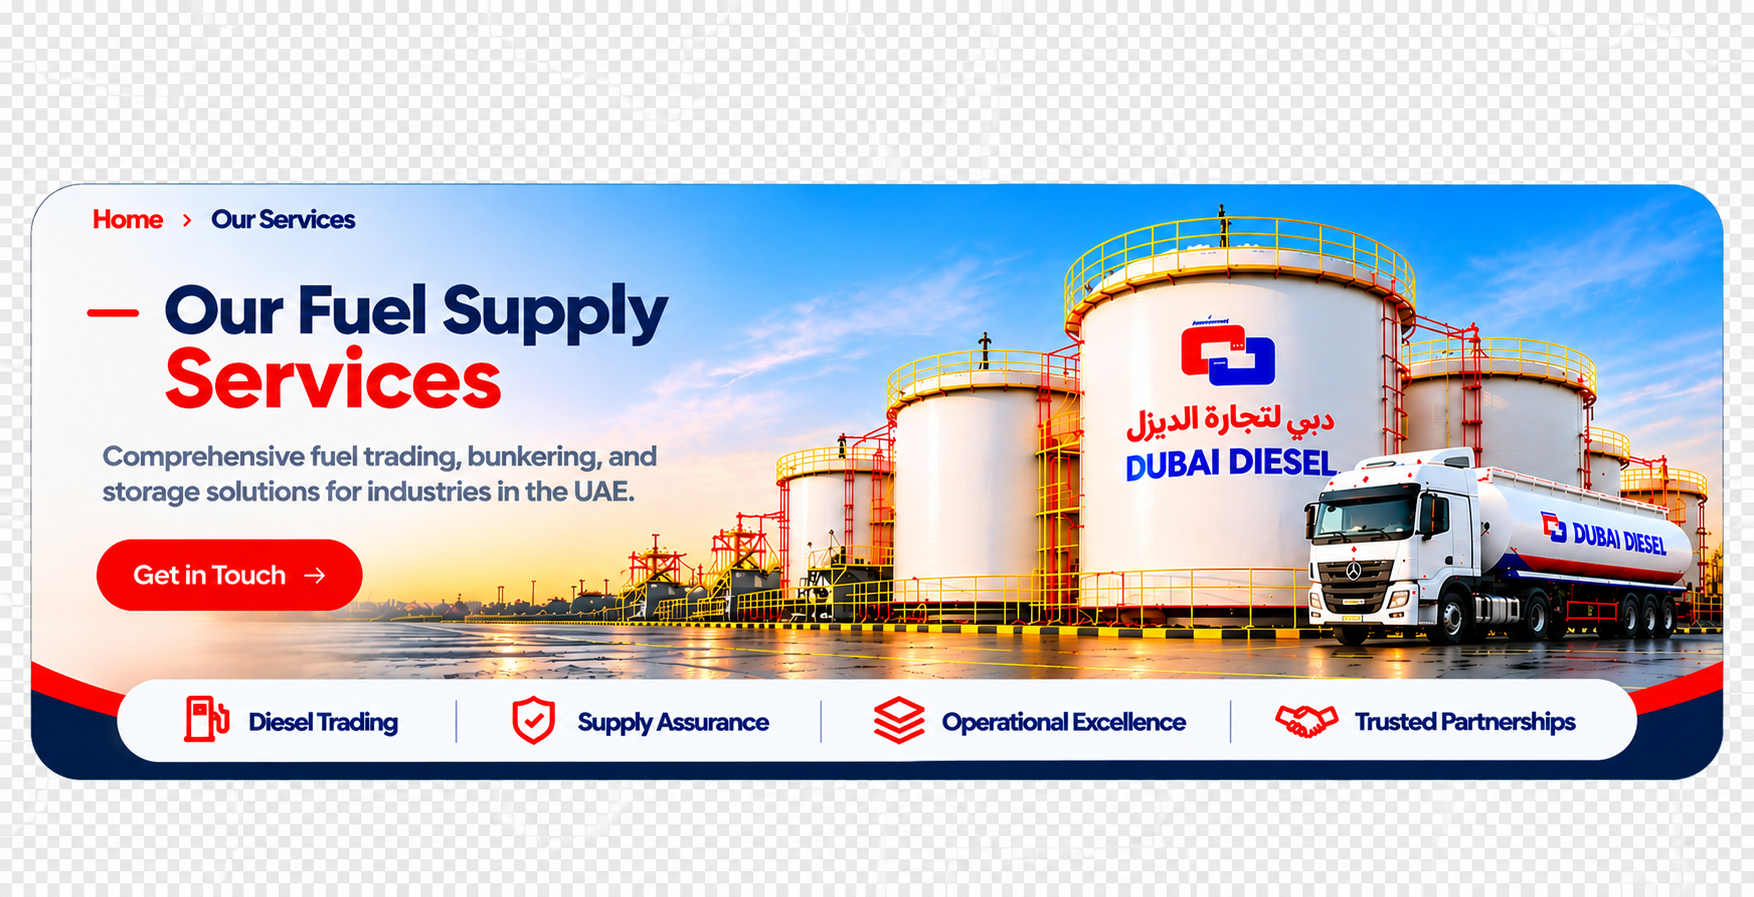 Home > Our Services
Our Fuel Supply
Services
Comprehensive fuel trading, bunkering, and
storage solutions for industries in the UAE.
Get in Touch →
دبي لتجارة الديزل
DUBAI DIESEL
DUBAI DIESEL
Diesel Trading
Supply Assurance
Operational Excellence
Trusted Partnerships